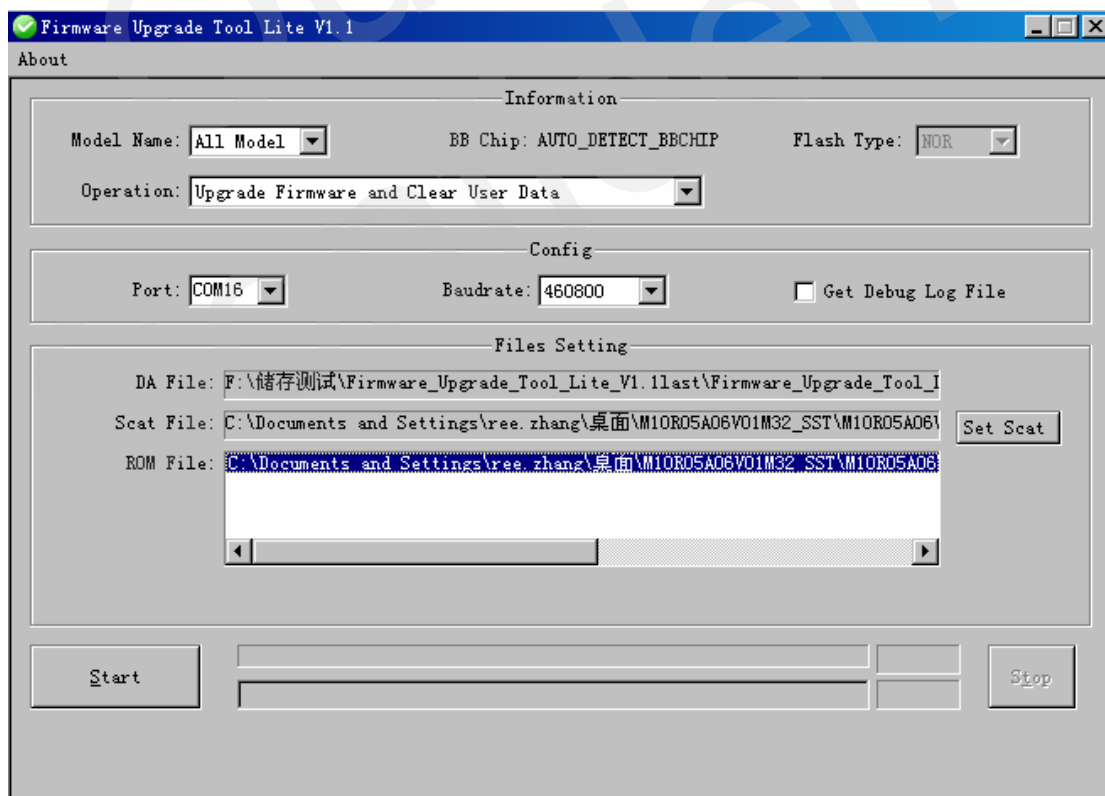 Firmware Upgrade Tool Lite V1.1
About
Information
Model Name: All Model BB Chip: AUTO_DETECT_BBCHIP Flash Type: NOR
Operation: Upgrade Firmware and Clear User Data
Config
Port: COM16 Baudrate: 460800 Get Debug Log File
Files Setting
DA File: F:\储存测试\Firmware_Upgrade_Tool_Lite_V1.1last\Firmware_Upgrade_Tool_
Scat File: C:\Documents and Settings\ree.zhang\桌面\M10R05A06V01M32_SST\M10R05A06\ Set Scat
ROM File: C:\Documents and Settings\ree.zhang\桌面\M10R05A06V01M32_SST\M10R05A06
Start Stop